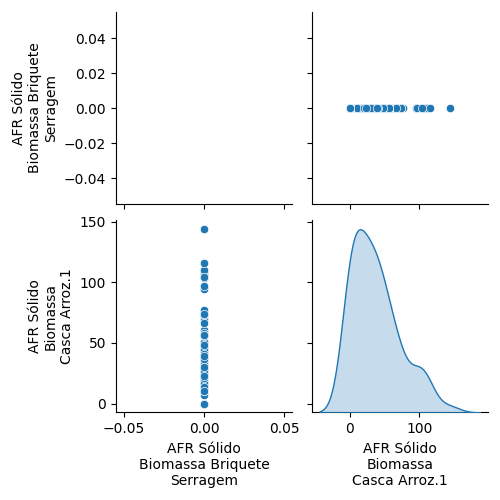 AFR Sólido
Biomassa Briquete
Serragem
0.04
0.02
0.00
−0.02
−0.04
AFR Sólido
Biomassa
Casca Arroz.1
150
100
50
0
−0.05
0.00
0.05
0
100
AFR Sólido
Biomassa Briquete
Serragem
AFR Sólido
Biomassa
Casca Arroz.1